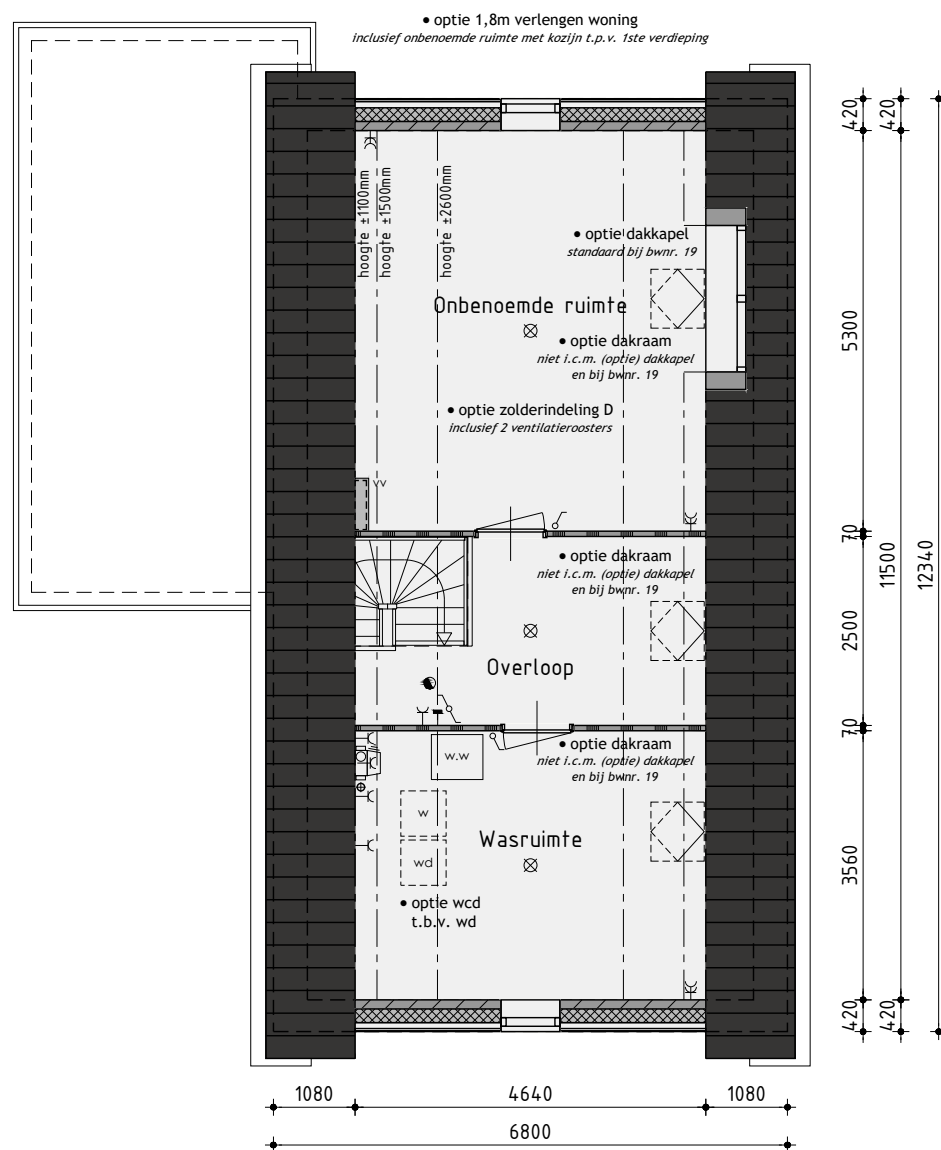 • optie 1,8m verlengen woning
inclusief onbenoemde ruimte met kozijn t.p.v. 1ste verdieping
hoogte ±1100mm
hoogte ±1500mm
hoogte ±2600mm
• optie dakkapel
standaard bij bwnr. 19
Onbenoemde ruimte
• optie dakraam
niet i.c.m. (optie) dakkapel
en bij bwnr. 19
• optie zolderindeling D
inclusief 2 ventilatieroosters
vv
• optie dakraam
niet i.c.m. (optie) dakkapel
en bij bwnr. 19
Overloop
• optie dakraam
niet i.c.m. (optie) dakkapel
en bij bwnr. 19
w.w
w
wd
Wasruimte
• optie wcd
t.b.v. wd
420
5300
70
2500
70
3560
420
420
11500
420
12340
1080
4640
1080
6800